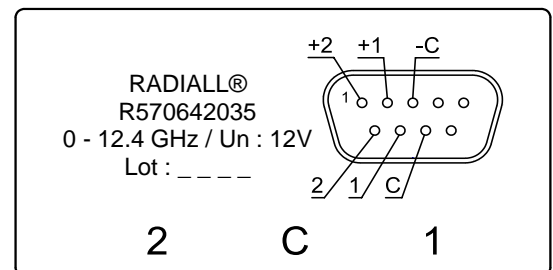 +2 +1 -C
RADIALL®
R570642035
0 - 12.4 GHz / Un : 12V
Lot : _ _ _ _
1
2 1 C
2 C 1